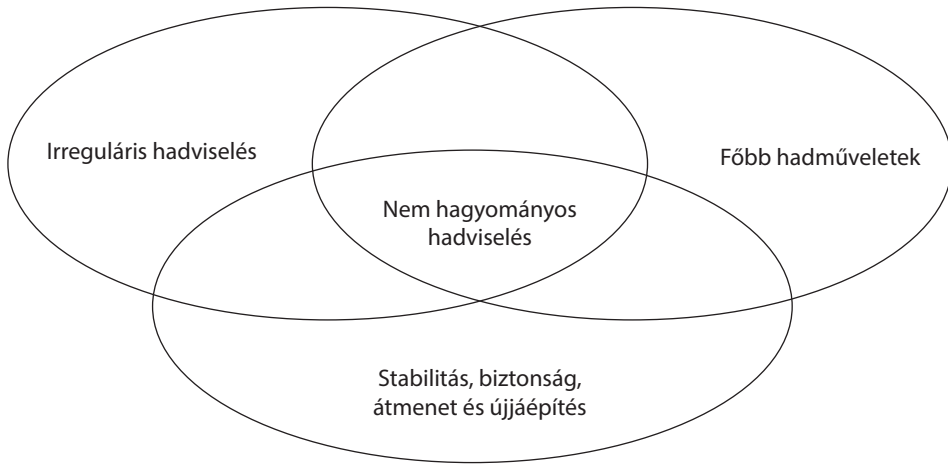 Irreguláris hadviselés
Főbb hadműveletek
Nem hagyományos
hadviselés
Stabilitás, biztonság,
átmenet és újjáépítés